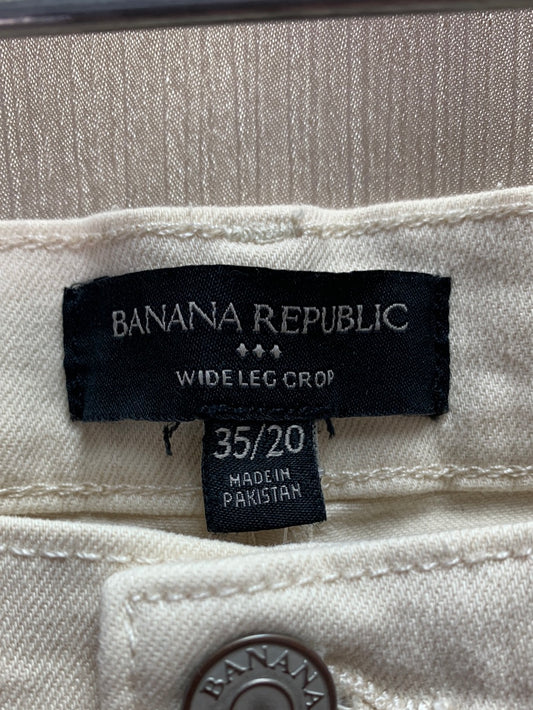 BANANA REPUBLIC
WIDE LEG CROP
35/20
MADE IN
PAKISTAN
BANANA